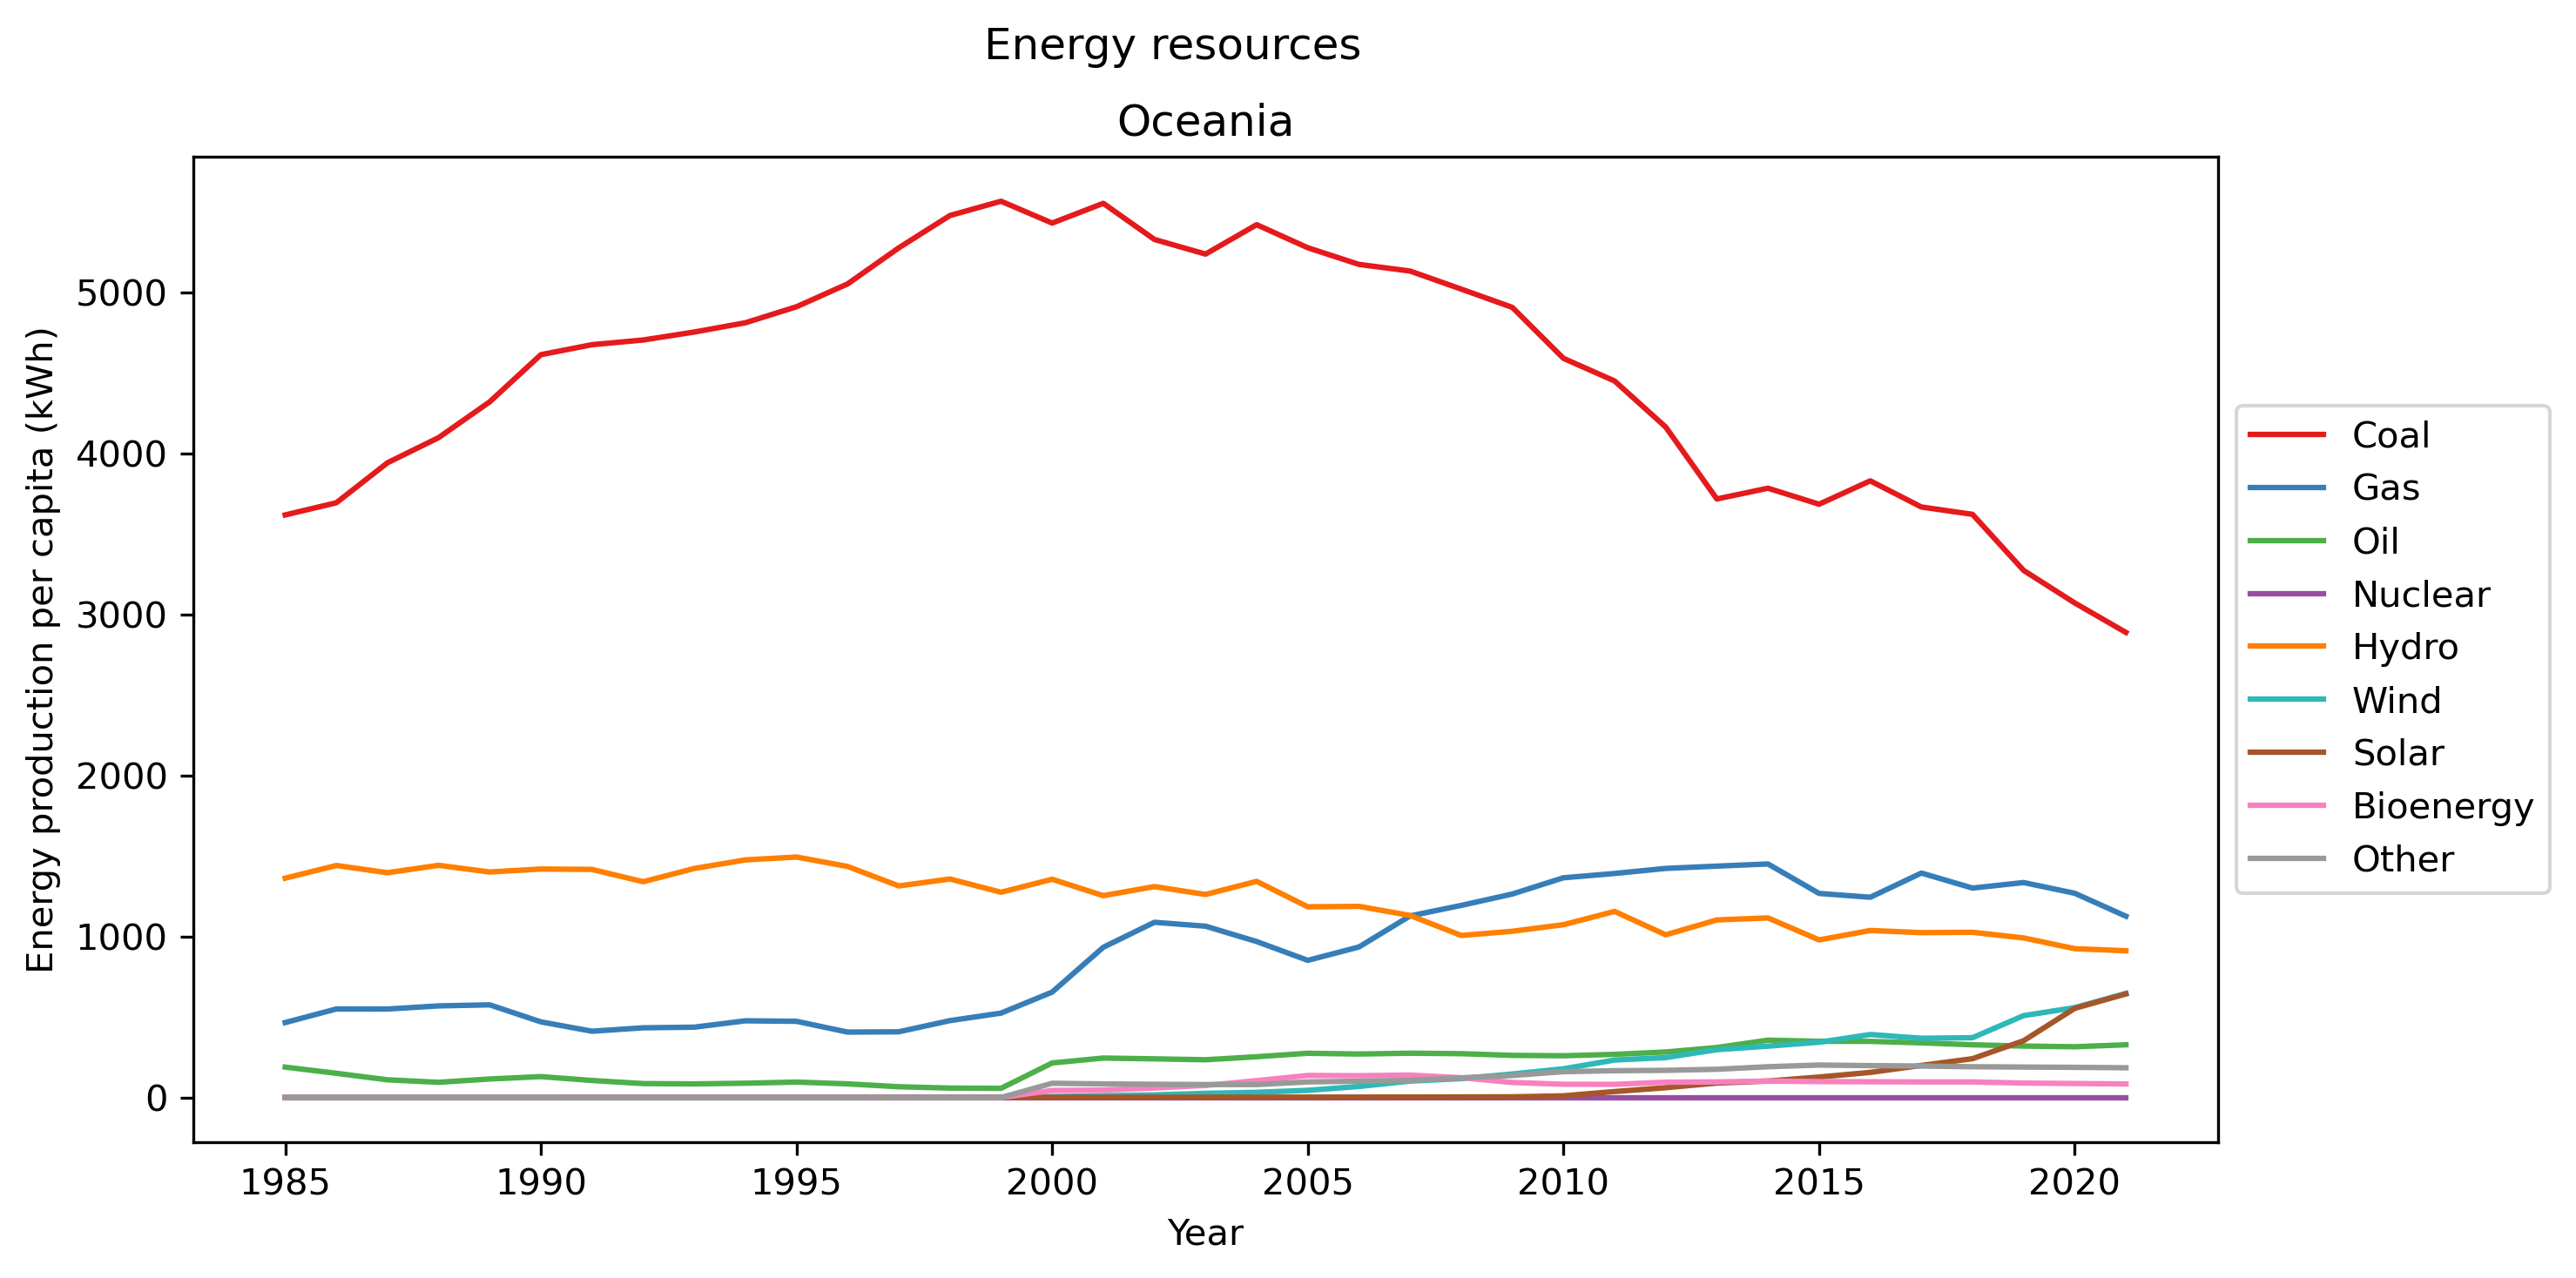 Energy resources
Oceania
Energy production per capita (kWh)
5000
4000
3000
2000
1000
0
1985 1990 1995 2000 2005 2010 2015 2020
Year
Coal
Gas
Oil
Nuclear
Hydro
Wind
Solar
Bioenergy
Other